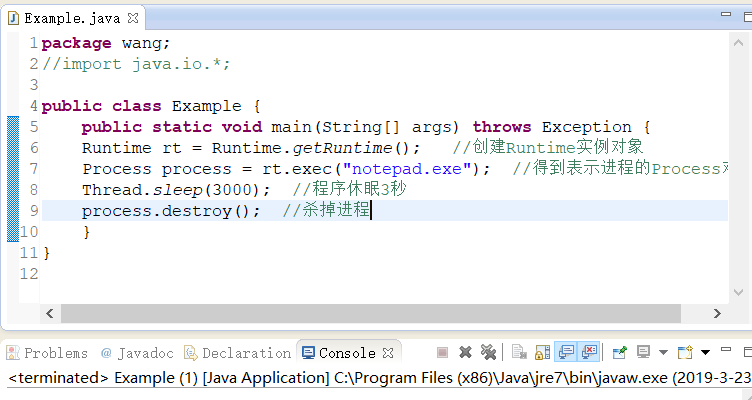 Example.java
1 package wang;
2 //import java.io.*;
3
4 public class Example {
5 public static void main(String[] args) throws Exception {
6 Runtime rt = Runtime.getRuntime(); //创建Runtime实例对象
7 Process process = rt.exec("notepad.exe"); //得到表示进程的Process
8 Thread.sleep(3000); //程序休眠3秒
9 process.destroy(); //杀掉进程
10 }
11 }
12
Problems @ Javadoc Declaration Console
<terminated> Example (1) [Java Application] C:\Program Files (x86)\Java\jre7\bin\javaw.exe (2019-3-23